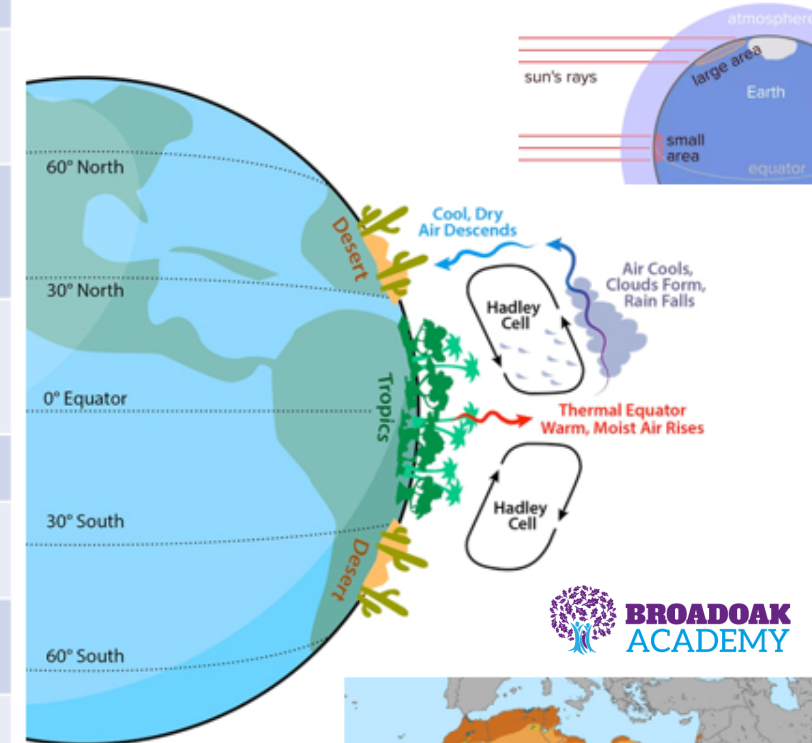 atmosphere
large area
sun's rays
Earth
small
area
equator
60° North
Desert
Cool, Dry
Air Descends
Air Cools,
Clouds Form,
Rain Falls
30° North
Hadley
Cell
0° Equator
Tropics
Thermal Equator
Warm, Moist Air Rises
30° South
Hadley
Cell
Desert
BROADOAK
ACADEMY
60° South